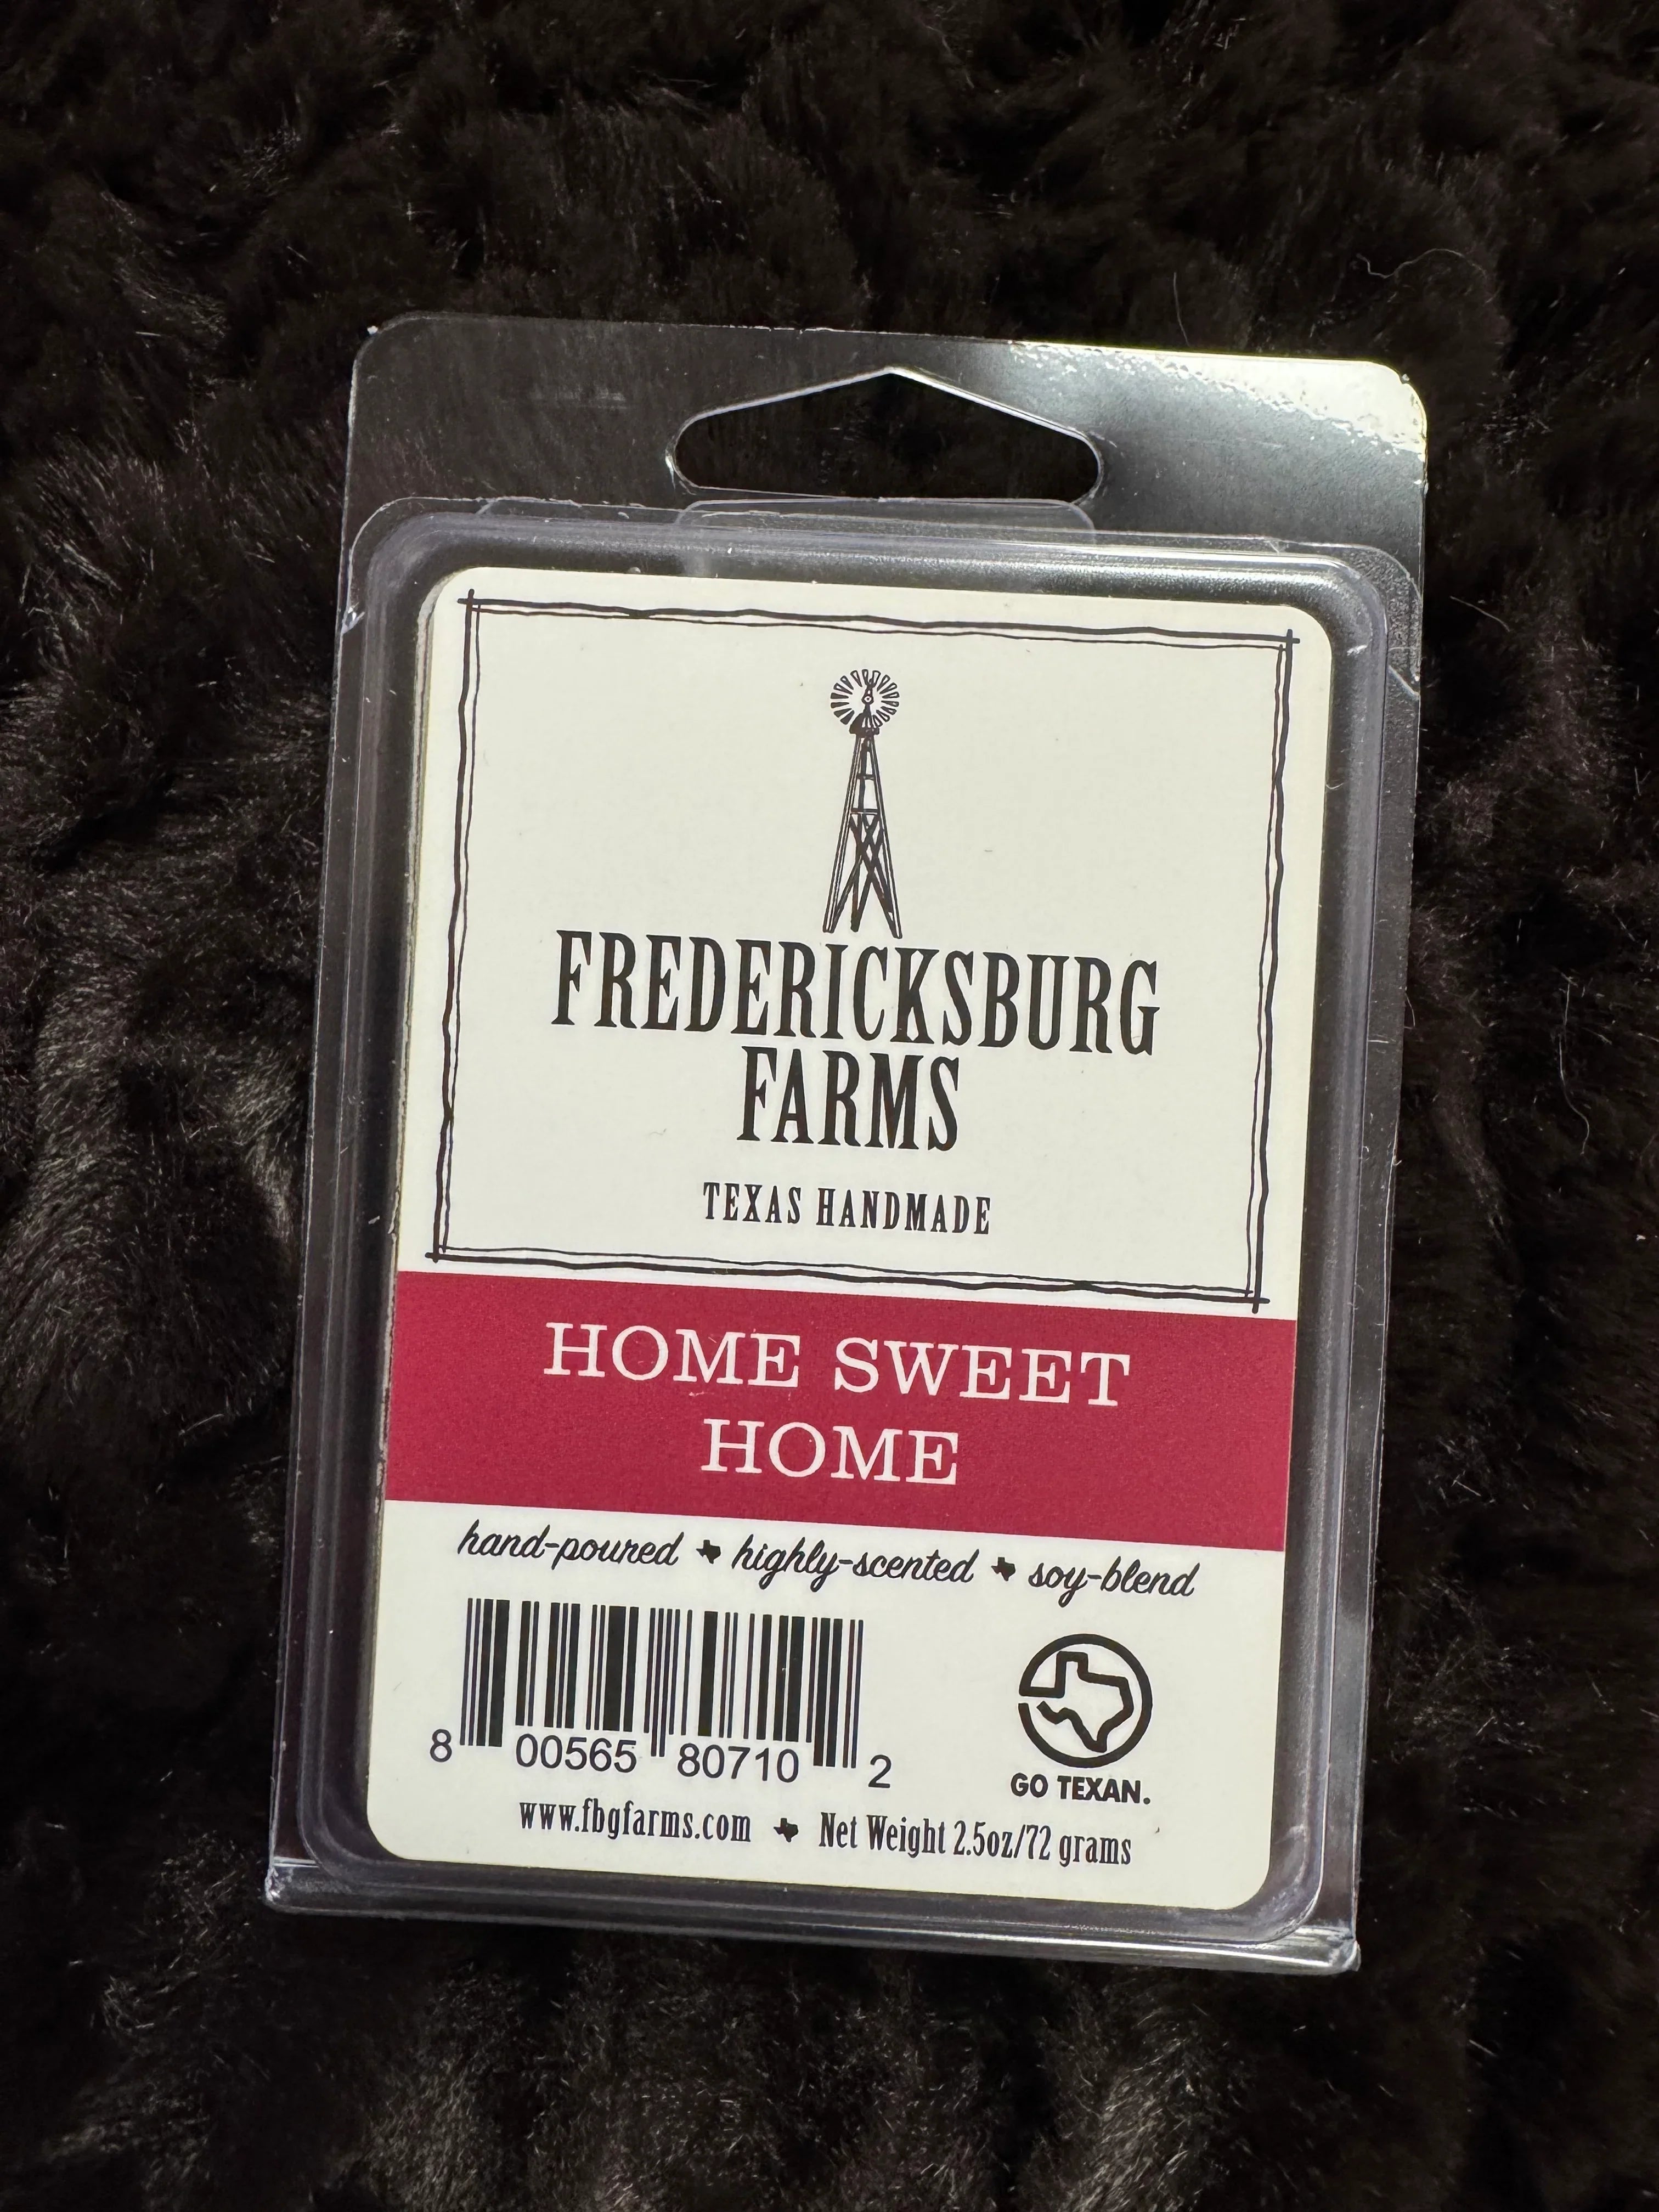 FREDERICKSBURG
FARMS
TEXAS HANDMADE
HOME SWEET
HOME
hand-poured highly-scented soy-blend
8 00565 80710 2
GO TEXAN.
www.fbgfarms.com Net Weight 2.5oz/72 grams